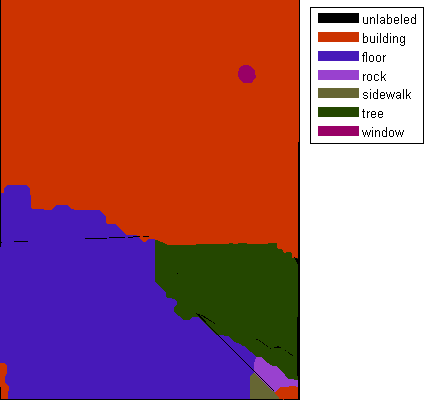 unlabeled
building
floor
rock
sidewalk
tree
window